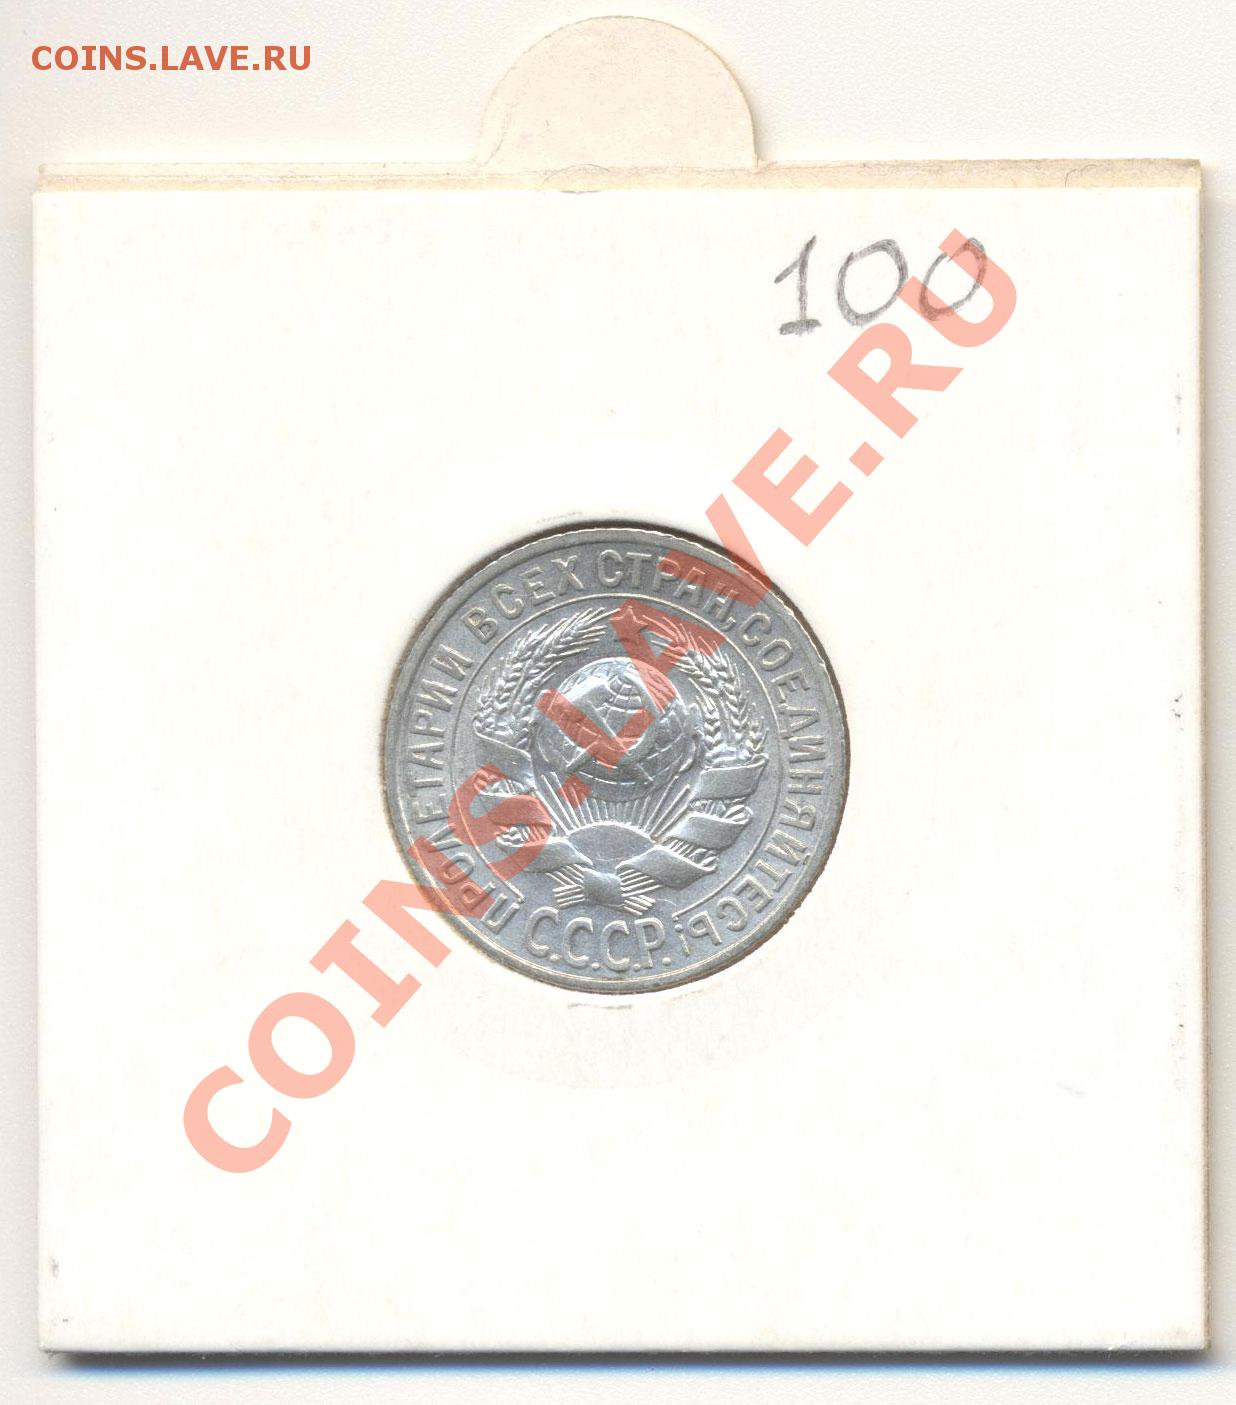 COINS.LAVE.RU
100
COINS.LAVE.RU
ПРОЛЕТАРИИ ВСЕХ СТРАН, СОЕДИНЯЙТЕСЬ!
С.С.С.Р.